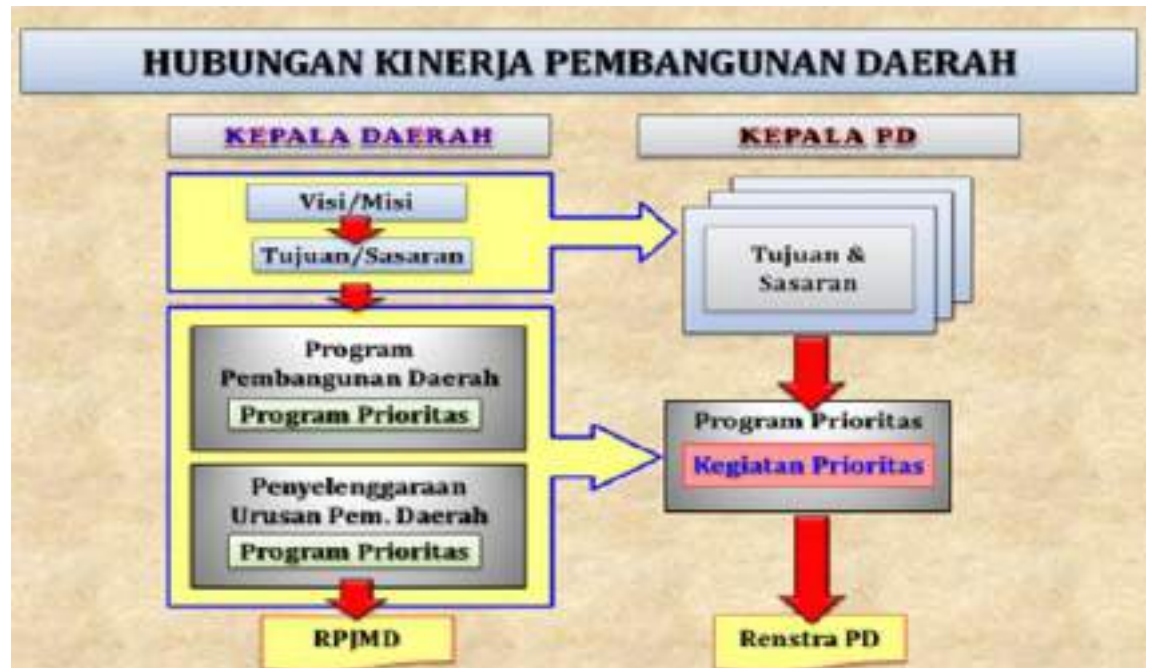 HUBUNGAN KINERJA PEMBANGUNAN DAERAH
KEPALA DAERAH
Visi/Misi
Tujuan/Sasaran
Program
Pembangunan Daerah
Program Prioritas
Penyelenggaraan
Urusan Pem. Daerah
Program Prioritas
RPJMD
KEPALA PD
Tujuan &
Sasaran
Program Prioritas
Kegiatan Prioritas
Renstra PD